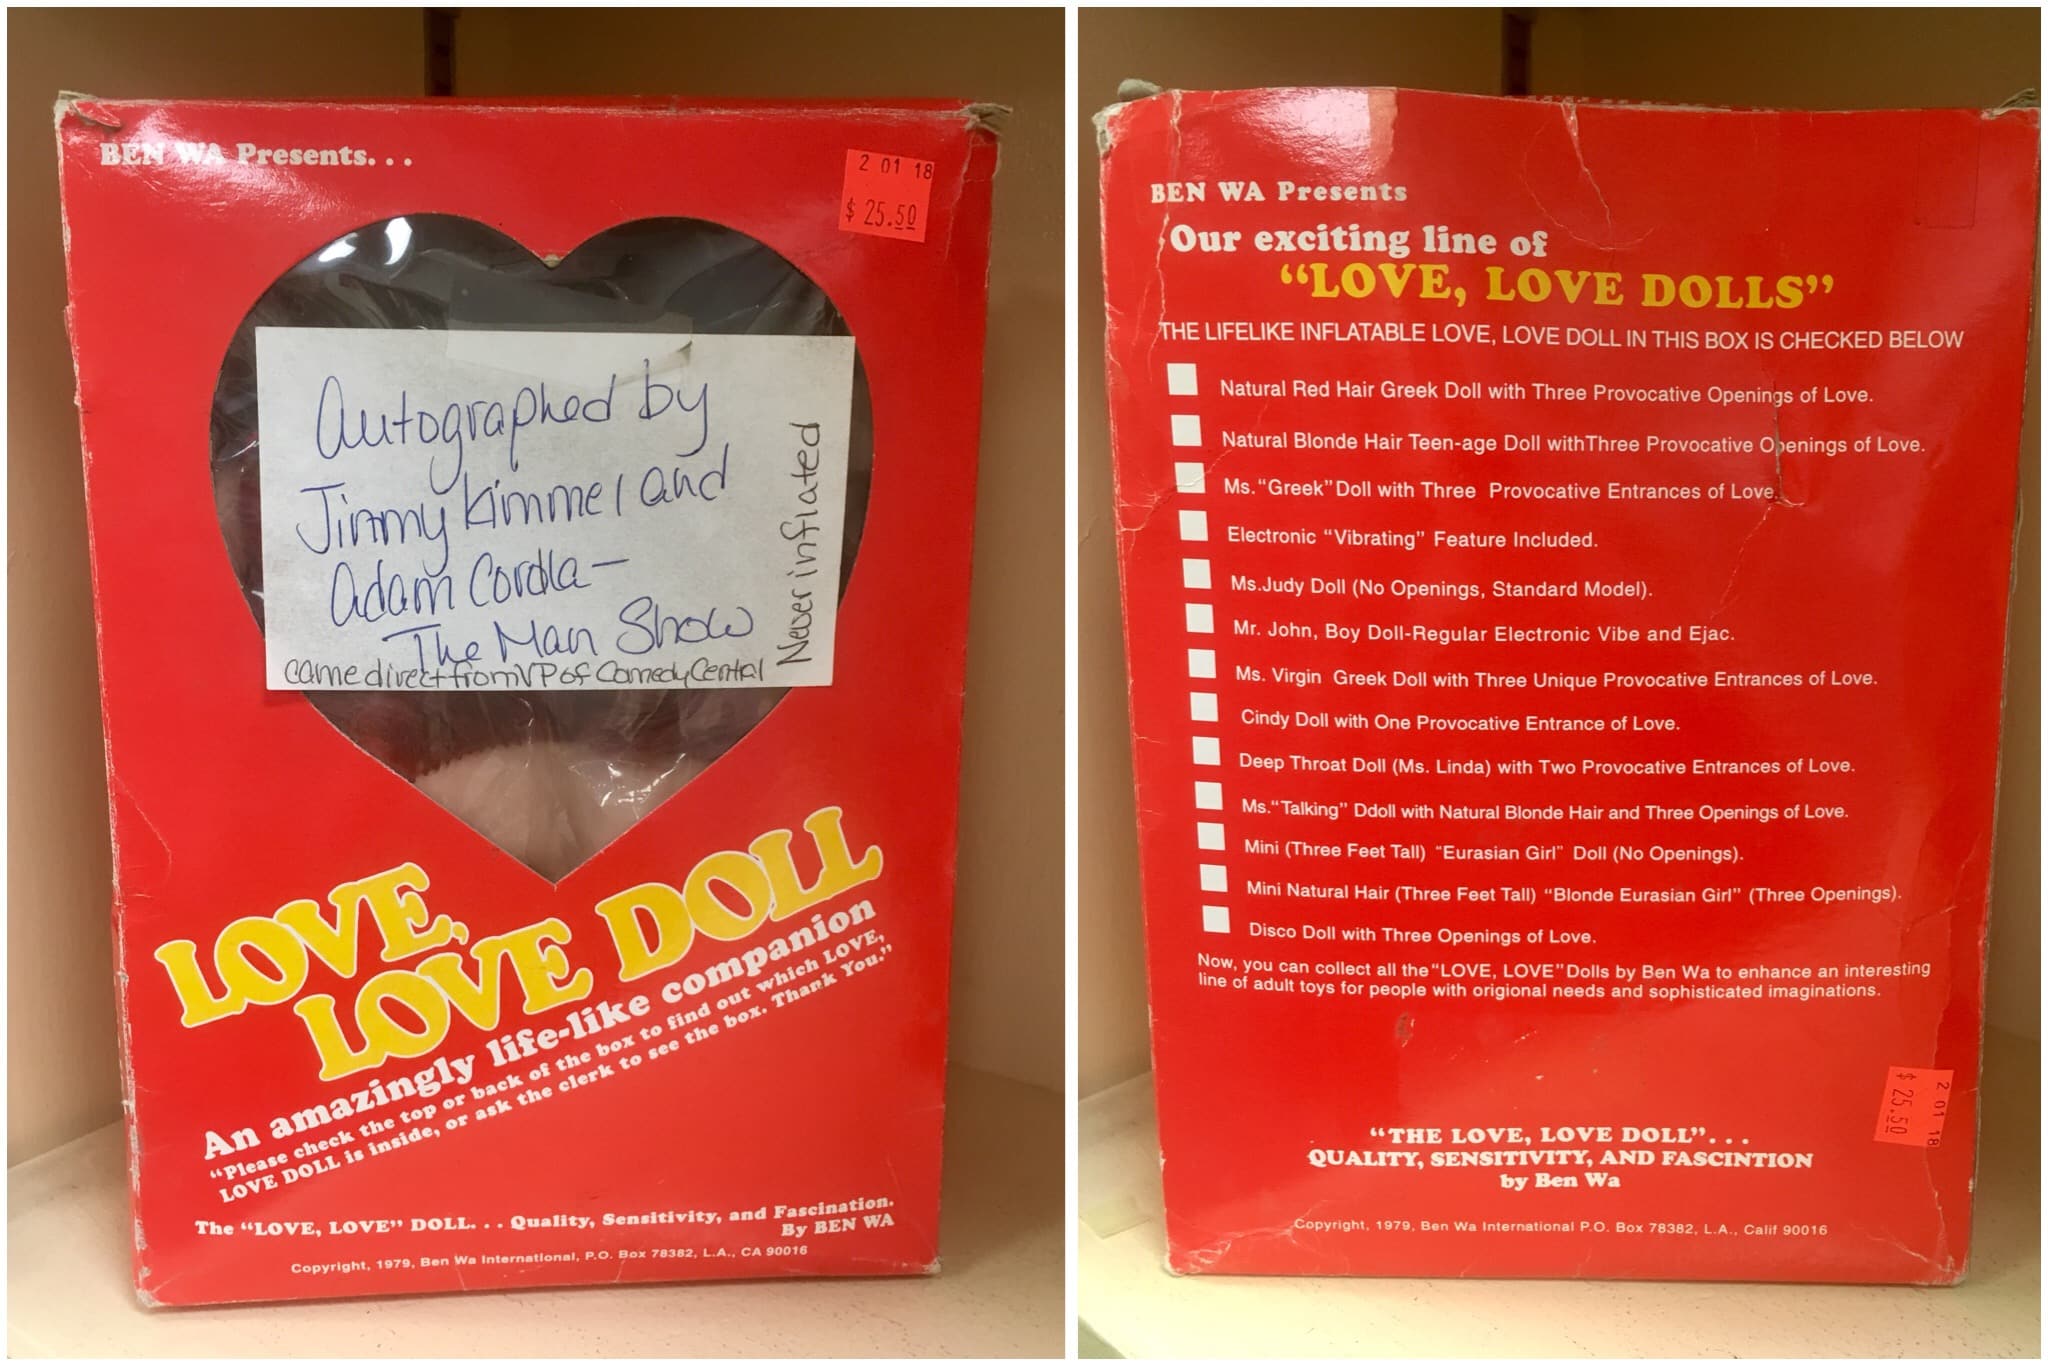 BEN WA Presents. . .
2 01 18
$ 25.50
Autographed by
Jimmy Kimmel and
Adam Corolla-
The Man Show
came direct from VP of Comedy Central
Never inflated
LOVE,
LOVE DOLL
An amazingly life-like companion
"Please check the top or back of the box to find out which LOVE,
LOVE DOLL is inside, or ask the clerk to see the box. Thank You."
The "LOVE, LOVE" DOLL. . . Quality, Sensitivity, and Fascination.
By BEN WA
Copyright, 1979, Ben Wa International, P.O. Box 78382, L.A., CA 90016
BEN WA Presents
Our exciting line of
"LOVE, LOVE DOLLS"
THE LIFELIKE INFLATABLE LOVE, LOVE DOLL IN THIS BOX IS CHECKED BELOW
Natural Red Hair Greek Doll with Three Provocative Openings of Love.
Natural Blonde Hair Teen-age Doll withThree Provocative Openings of Love.
Ms."Greek"Doll with Three Provocative Entrances of Love.
Electronic "Vibrating" Feature Included.
Ms.Judy Doll (No Openings, Standard Model).
Mr. John, Boy Doll-Regular Electronic Vibe and Ejac.
Ms. Virgin Greek Doll with Three Unique Provocative Entrances of Love.
Cindy Doll with One Provocative Entrance of Love.
Deep Throat Doll (Ms. Linda) with Two Provocative Entrances of Love.
Ms."Talking" Ddoll with Natural Blonde Hair and Three Openings of Love.
Mini (Three Feet Tall) "Eurasian Girl" Doll (No Openings).
Mini Natural Hair (Three Feet Tall) "Blonde Eurasian Girl" (Three Openings).
Disco Doll with Three Openings of Love.
Now, you can collect all the"LOVE, LOVE"Dolls by Ben Wa to enhance an interesting
line of adult toys for people with origional needs and sophisticated imaginations.
2 01 18
$ 25.50
"THE LOVE, LOVE DOLL". . .
QUALITY, SENSITIVITY, AND FASCINTION
by Ben Wa
Copyright, 1979, Ben Wa International P.O. Box 78382, L.A., Calif 90016